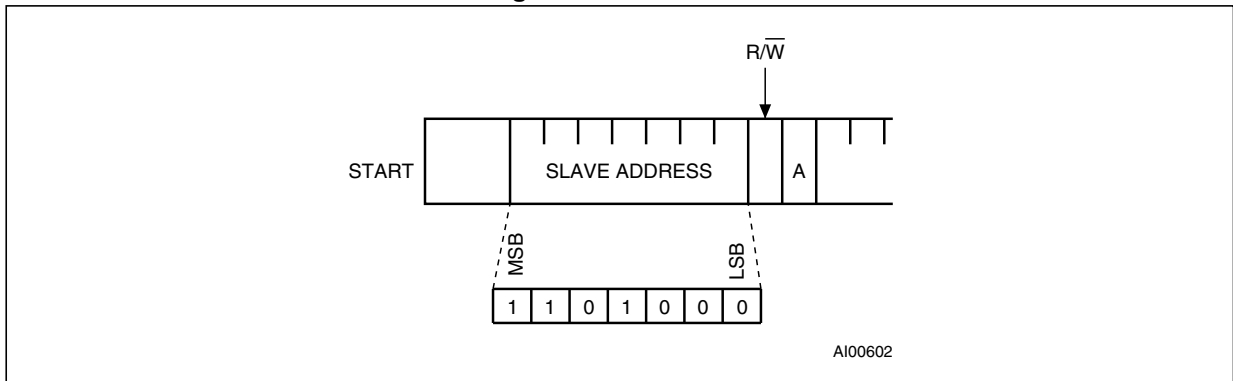 R/W̅
START
SLAVE ADDRESS
A
MSB
LSB
1 1 0 1 0 0 0
AI00602